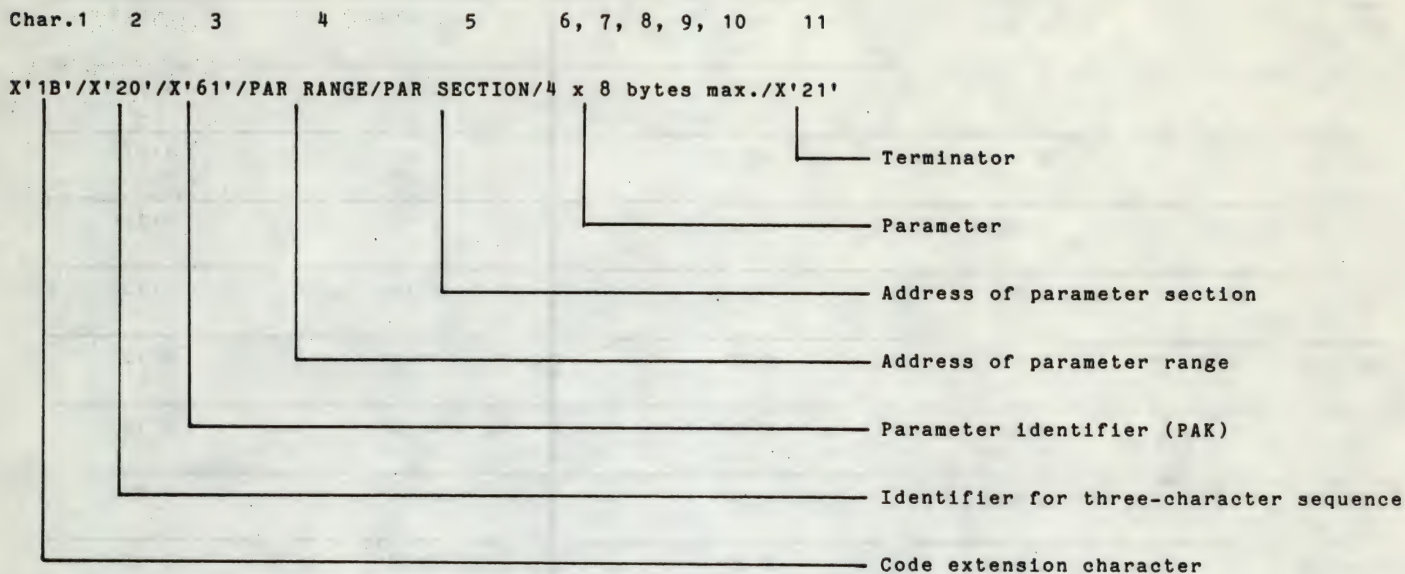 Char.1 2 3 4 5 6, 7, 8, 9, 10 11
X'1B'/X'20'/X'61'/PAR RANGE/PAR SECTION/4 x 8 bytes max./X'21'
Terminator
Parameter
Address of parameter section
Address of parameter range
Parameter identifier (PAK)
Identifier for three-character sequence
Code extension character